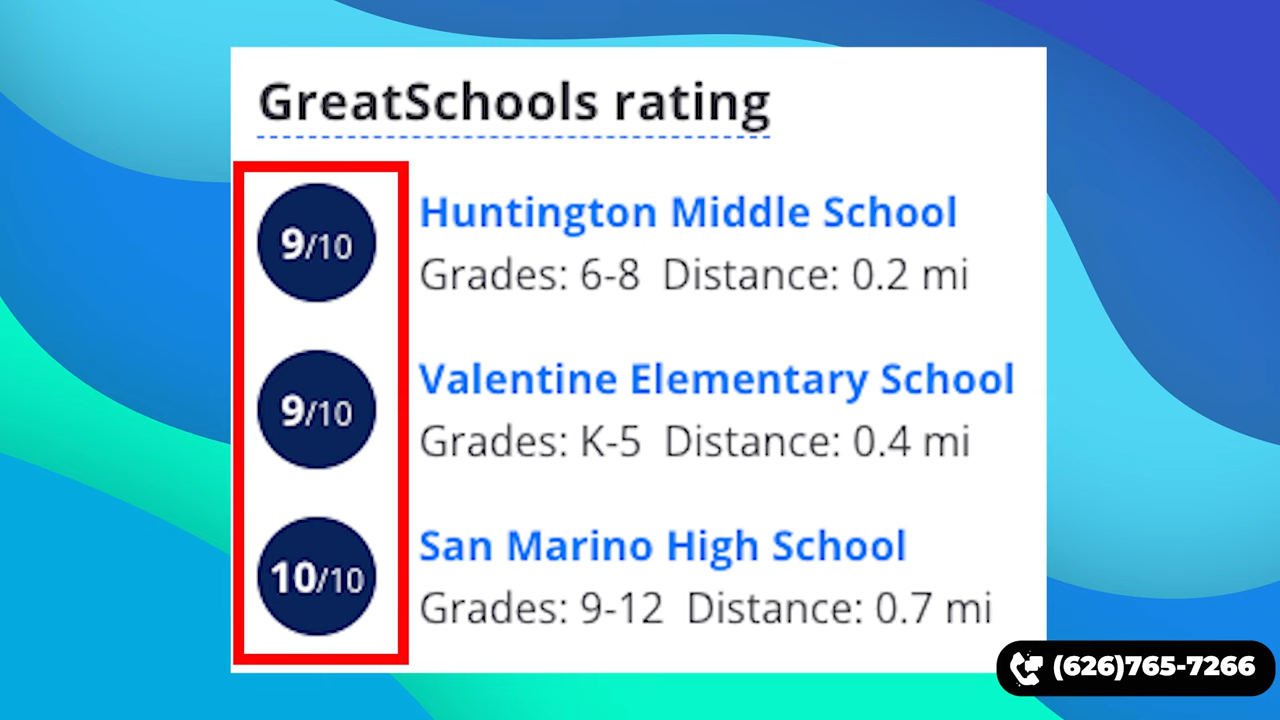 GreatSchools rating
9/10
Huntington Middle School
Grades: 6-8 Distance: 0.2 mi
9/10
Valentine Elementary School
Grades: K-5 Distance: 0.4 mi
10/10
San Marino High School
Grades: 9-12 Distance: 0.7 mi
(626)765-7266